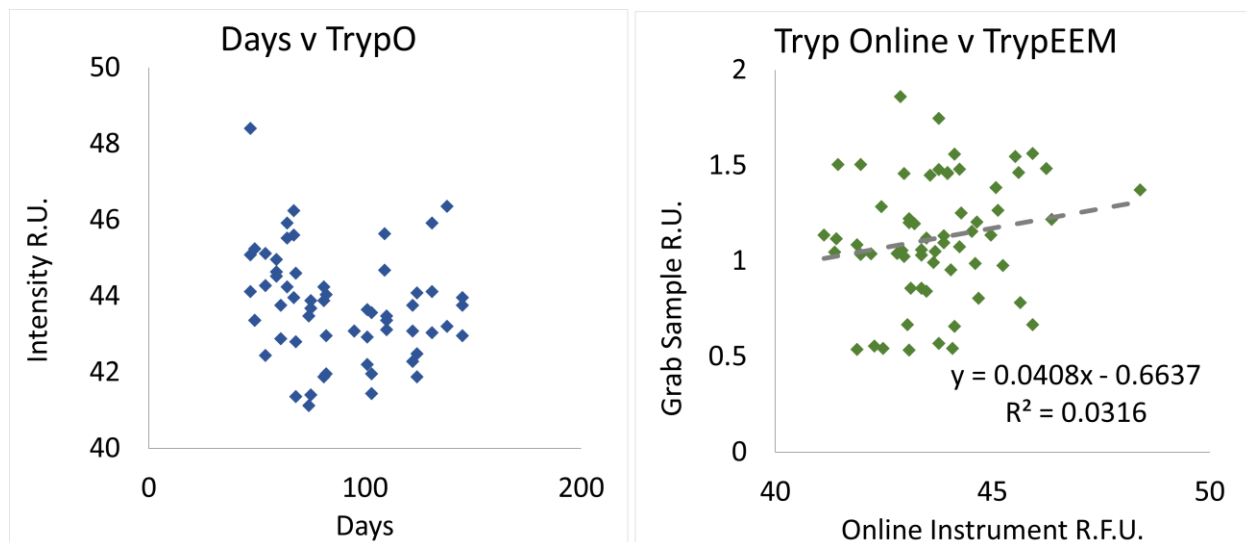 Days v TrypO
50
48
46
44
42
40
Intensity R.U.
0
100
200
Days
Tryp Online v TrypEEM
2
1.5
1
0.5
0
Grab Sample R.U.
y = 0.0408x - 0.6637
R² = 0.0316
40
45
50
Online Instrument R.F.U.